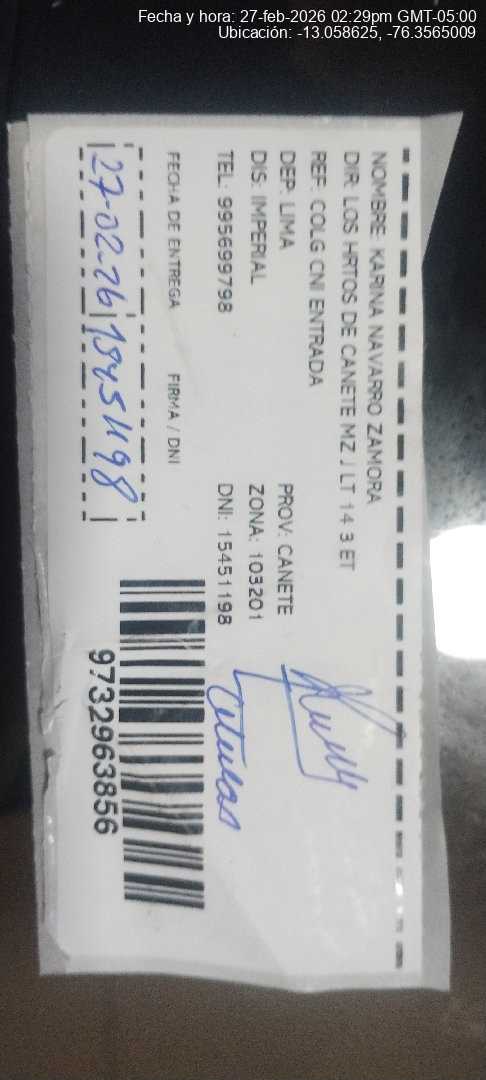 Fecha y hora: 27-feb-2026 02:29pm GMT-05:00
Ubicación: -13.058625, -76.3565009
NOMBRE: KARINA NAVARRO ZAMORA
DIR: LOS HRTOS DE CANETE MZ J LT 14 3 ET
REF: COLG CNI ENTRADA
DEP: LIMA PROV: CANETE
DIS: IMPERIAL ZONA: 103201
TEL: 995699798 DNI: 15451198
FECHA DE ENTREGA FIRMA / DNI
27-02-26 15451198
Titular
9732963856